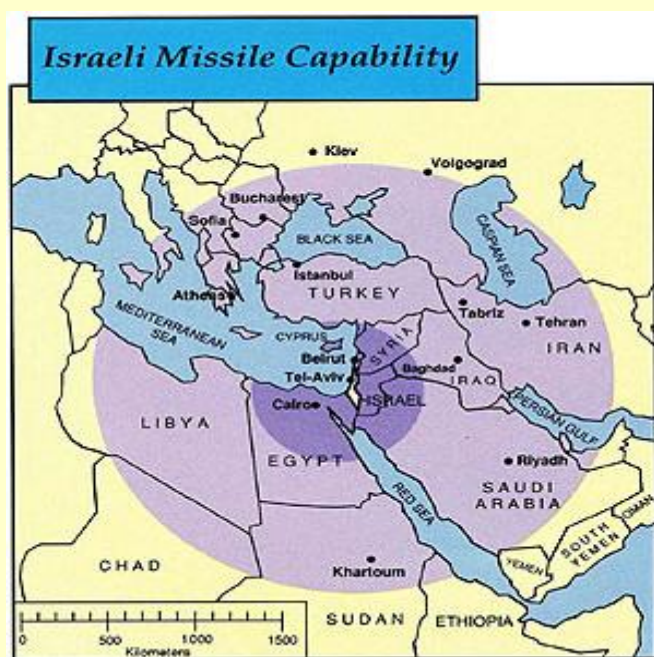 Israeli Missile Capability
Kiev
Volgograd
Bucharest
Sofia
BLACK SEA
CASPIAN SEA
Istanbul
TURKEY
Athens
Tabriz
Tehran
MEDITERRANEAN
SEA
CYPRUS
SYRIA
IRAN
Beirut
Baghdad
IRAQ
Tel-Aviv
ISRAEL
Cairo
PERSIAN GULF
LIBYA
EGYPT
Riyadh
SAUDI
ARABIA
RED SEA
OMAN
SOUTH
YEMEN
YEMEN
CHAD
Khartoum
SUDAN
ETHIOPIA
0 500 1000 1500
Kilometers